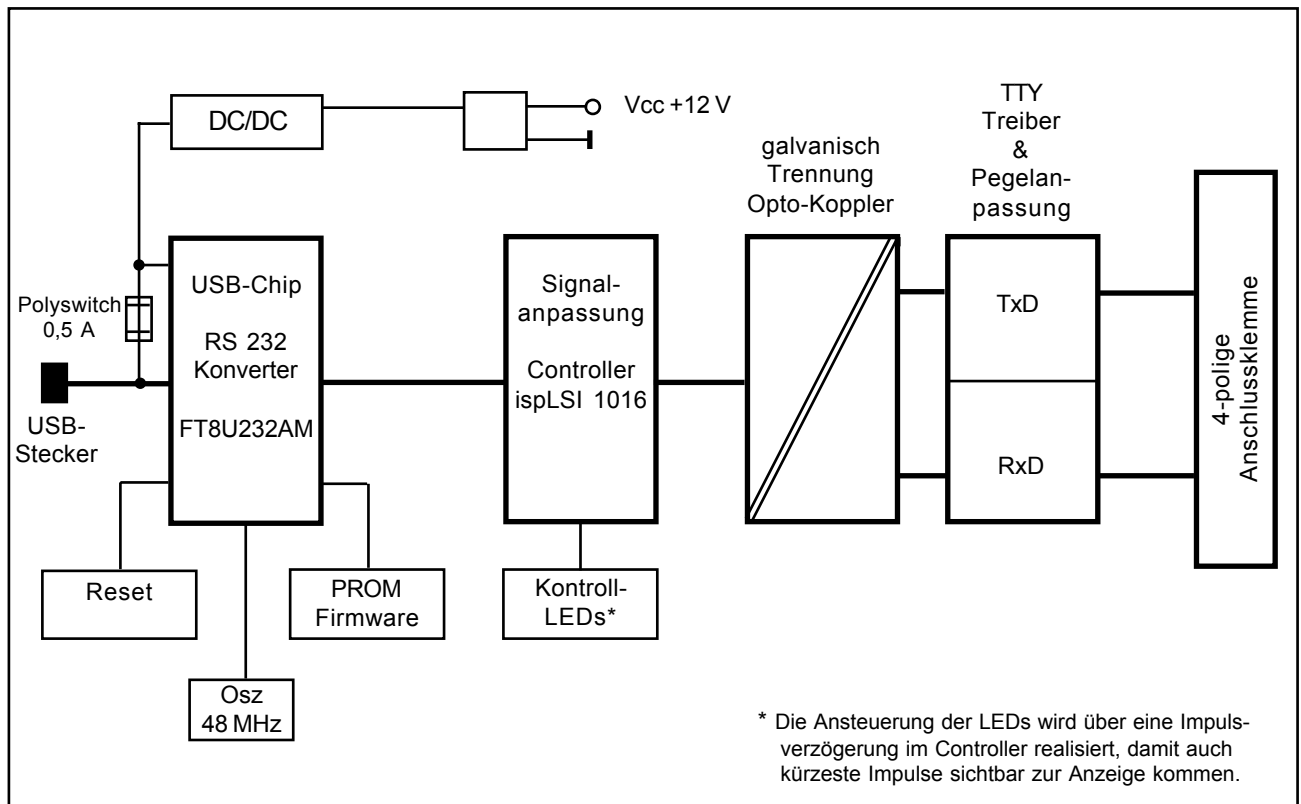 DC/DC
Vcc +12 V
galvanisch
Trennung
Opto-Koppler
TTY
Treiber
&
Pegelan-
passung
Polyswitch
0,5 A
USB-
Stecker
USB-Chip
RS 232
Konverter
FT8U232AM
Signal-
anpassung
Controller
ispLSI 1016
TxD
RxD
4-polige
Anschlussklemme
Reset
PROM
Firmware
Kontroll-
LEDs*
Osz
48 MHz
* Die Ansteuerung der LEDs wird über eine Impuls-
verzögerung im Controller realisiert, damit auch
kürzeste Impulse sichtbar zur Anzeige kommen.